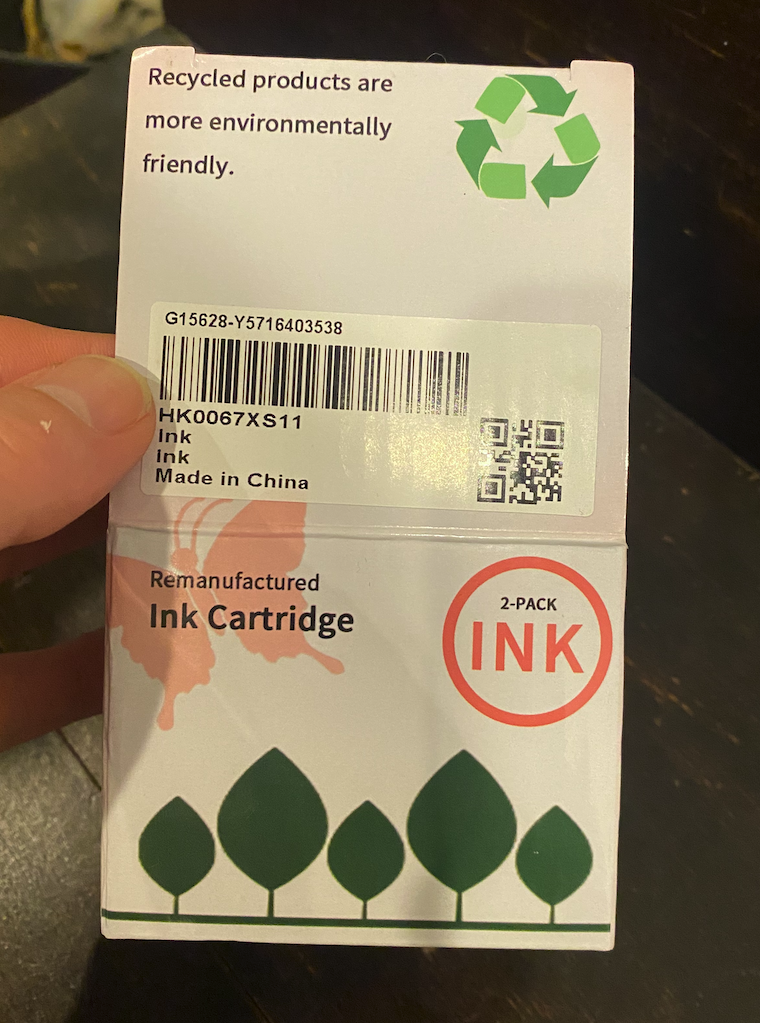 Recycled products are
more environmentally
friendly.
G15628-Y5716403538
HK0067XS11
Ink
Ink
Made in China
Remanufactured
Ink Cartridge
2-PACK
INK